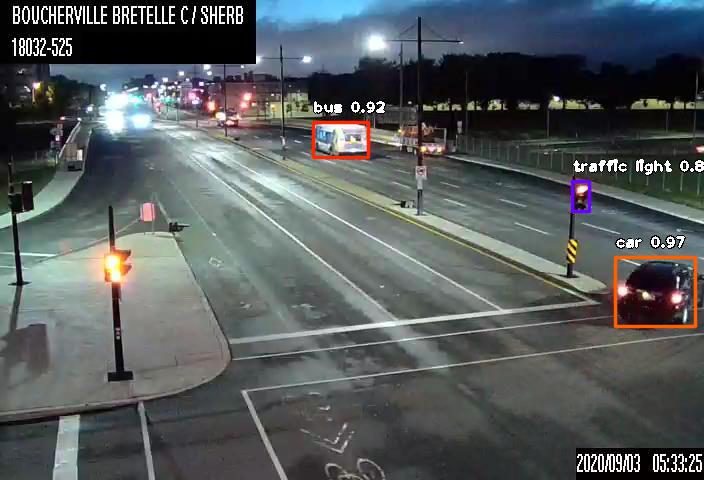 BOUCHERVILLE BRETELLE C / SHERB
18032-525
bus 0.92
traffic light 0.8
car 0.97
2020/09/03 05:33:25